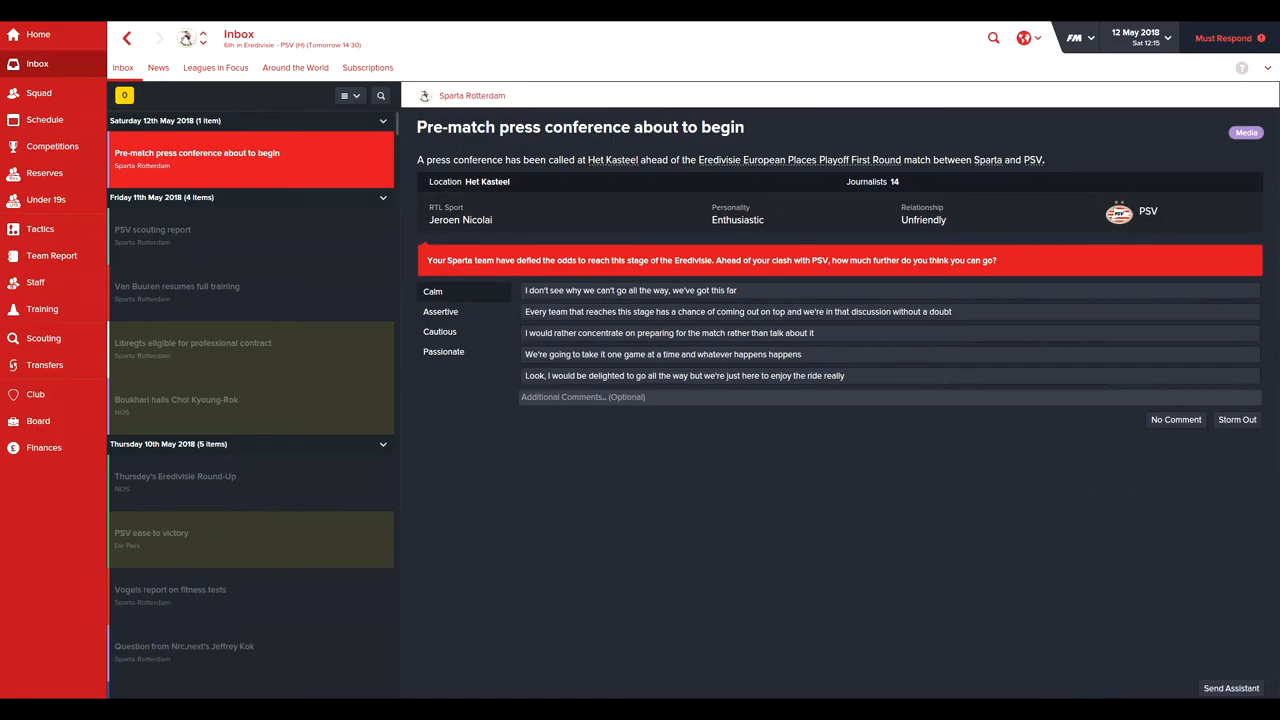 Home
Inbox
Squad
Schedule
Competitions
Reserves
Under 19s
Tactics
Team Report
Staff
Training
Scouting
Transfers
Club
Board
Finances
Inbox
6th in Eredivisie - PSV (H) (Tomorrow 14:30)
FM
12 May 2018
Sat 12:15
Must Respond
Inbox News Leagues in Focus Around the World Subscriptions
0
Saturday 12th May 2018 (1 item)
Pre-match press conference about to begin
Sparta Rotterdam
Friday 11th May 2018 (4 items)
PSV scouting report
Sparta Rotterdam
Van Buuren resumes full training
Sparta Rotterdam
Libregts eligible for professional contract
Sparta Rotterdam
Boukhari hails Chol Kyoung-Rok
NOS
Thursday 10th May 2018 (5 items)
Thursday's Eredivisie Round-Up
NOS
PSV ease to victory
De Pers
Vogels report on fitness tests
Sparta Rotterdam
Question from Nrc.next's Jeffrey Kok
Sparta Rotterdam
Sparta Rotterdam
Pre-match press conference about to begin
Media
A press conference has been called at Het Kasteel ahead of the Eredivisie European Places Playoff First Round match between Sparta and PSV.
Location Het Kasteel Journalists 14
RTL Sport Personality Relationship
Jeroen Nicolai Enthusiastic Unfriendly
PSV
Your Sparta team have defied the odds to reach this stage of the Eredivisie. Ahead of your clash with PSV, how much further do you think you can go?
Calm
Assertive
Cautious
Passionate
I don't see why we can't go all the way, we've got this far
Every team that reaches this stage has a chance of coming out on top and we're in that discussion without a doubt
I would rather concentrate on preparing for the match rather than talk about it
We're going to take it one game at a time and whatever happens happens
Look, I would be delighted to go all the way but we're just here to enjoy the ride really
Additional Comments.. (Optional)
No Comment Storm Out
Send Assistant